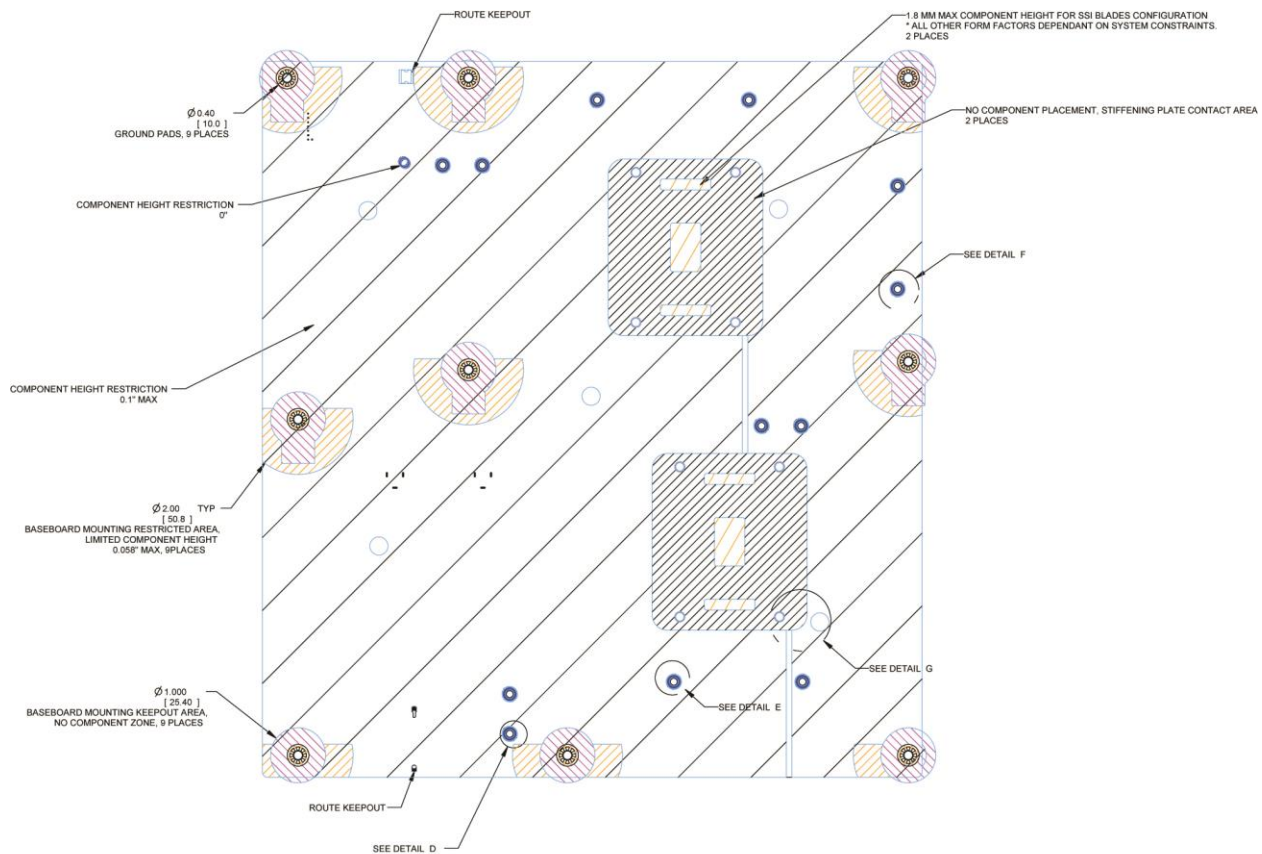 ROUTE KEEPOUT
1.8 MM MAX COMPONENT HEIGHT FOR SSI BLADES CONFIGURATION
* ALL OTHER FORM FACTORS DEPENDANT ON SYSTEM CONSTRAINTS.
2 PLACES
Ø 0.40
[ 10.0 ]
GROUND PADS, 9 PLACES
NO COMPONENT PLACEMENT, STIFFENING PLATE CONTACT AREA
2 PLACES
COMPONENT HEIGHT RESTRICTION
0"
SEE DETAIL F
COMPONENT HEIGHT RESTRICTION
0.1" MAX
Ø 2.00 TYP
[ 50.8 ]
BASEBOARD MOUNTING RESTRICTED AREA,
LIMITED COMPONENT HEIGHT
0.058" MAX, 9PLACES
SEE DETAIL G
Ø 1.000
[ 25.40 ]
BASEBOARD MOUNTING KEEPOUT AREA,
NO COMPONENT ZONE, 9 PLACES
SEE DETAIL E
ROUTE KEEPOUT
SEE DETAIL D